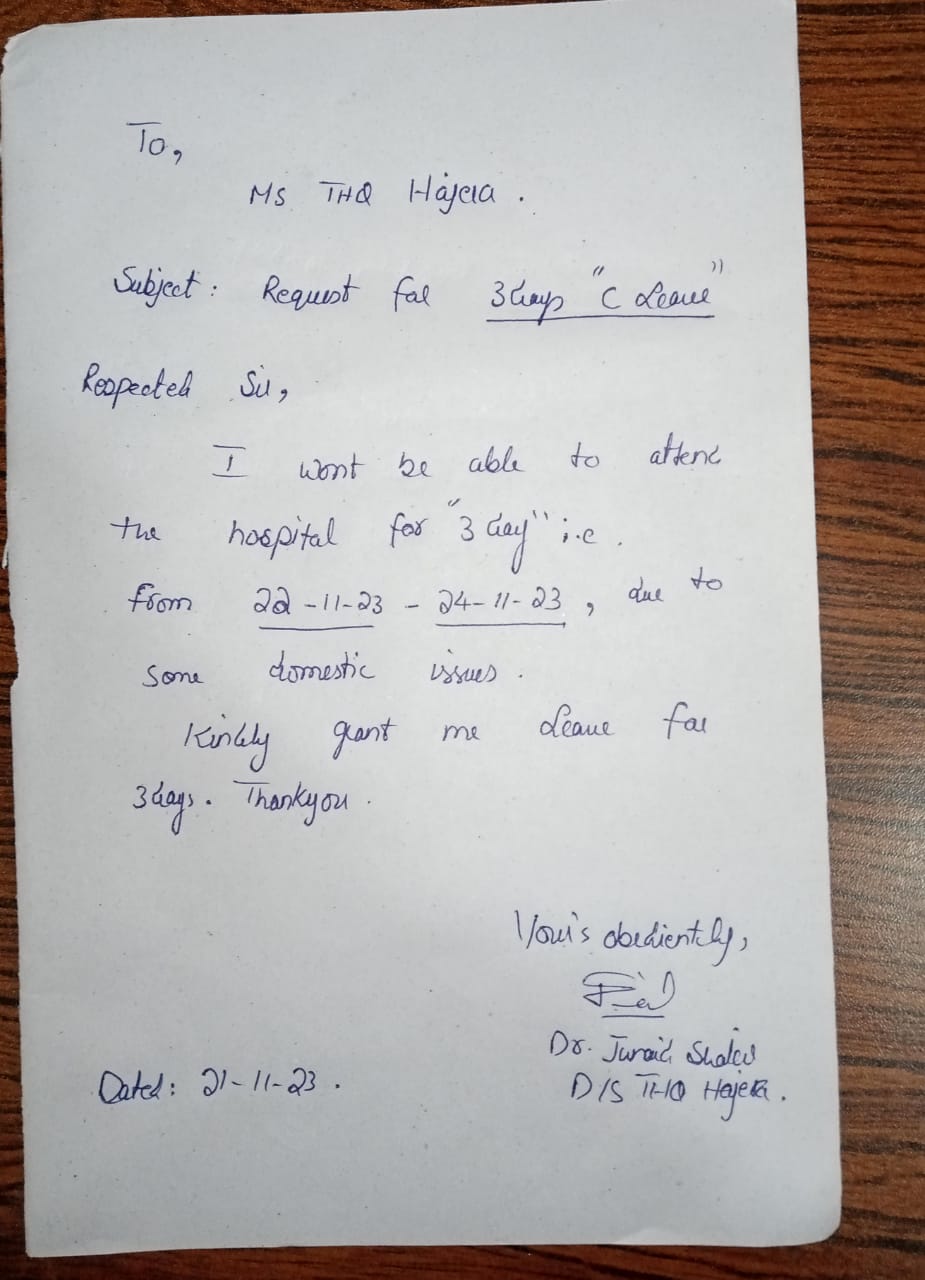 To,
MS THQ Hajera .
Subject: Request for 3days "C Leave"
Respected Sir,
I wont be able to attend
the hospital for "3 day" i.e.
from 22-11-23 - 24-11-23, due to
some domestic issues.
Kindly grant me Leave for
3days. Thankyou.
Your's obediently,
Dr. Junaid
D/S THQ Hajera.
Dated: 21-11-23.